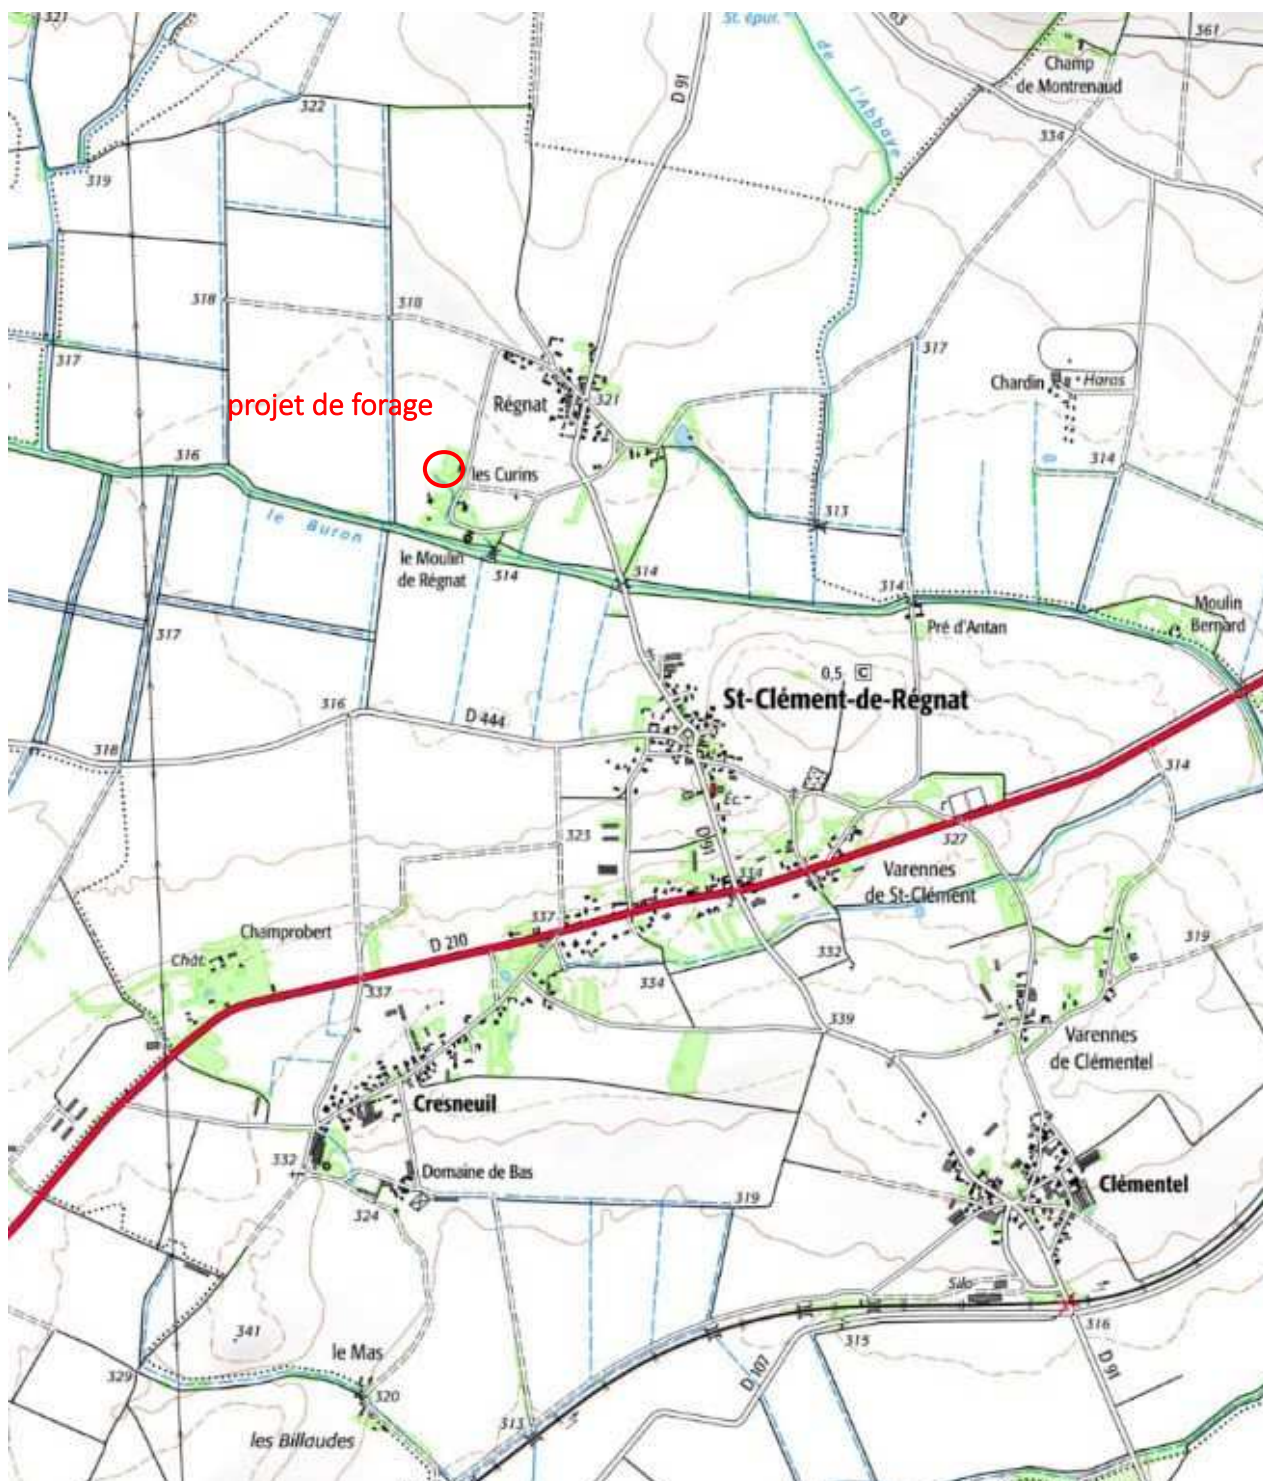 321
St. épur.
63
361
de l'Abbaye
D 91
Champ
de Montrenaud
322
334
319
318
318
317
317
Chardin
Haras
projet de forage
Régnat
321
316
les Curins
314
le Buron
313
le Moulin
de Régnat
314
314
314
Moulin
Bernard
Pré d'Antan
317
0,5 C
St-Clément-de-Régnat
316
D 444
318
314
Éc.
323
D 91
327
334
Varennes
de St-Clément
337
Champrobert
D 210
Chât.
332
319
334
337
339
Varennes
de Clémentel
Cresneuil
332
Domaine de Bas
Clémentel
319
324
Silo
341
316
315
le Mas
D 107
D 91
329
320
313
les Billaudes